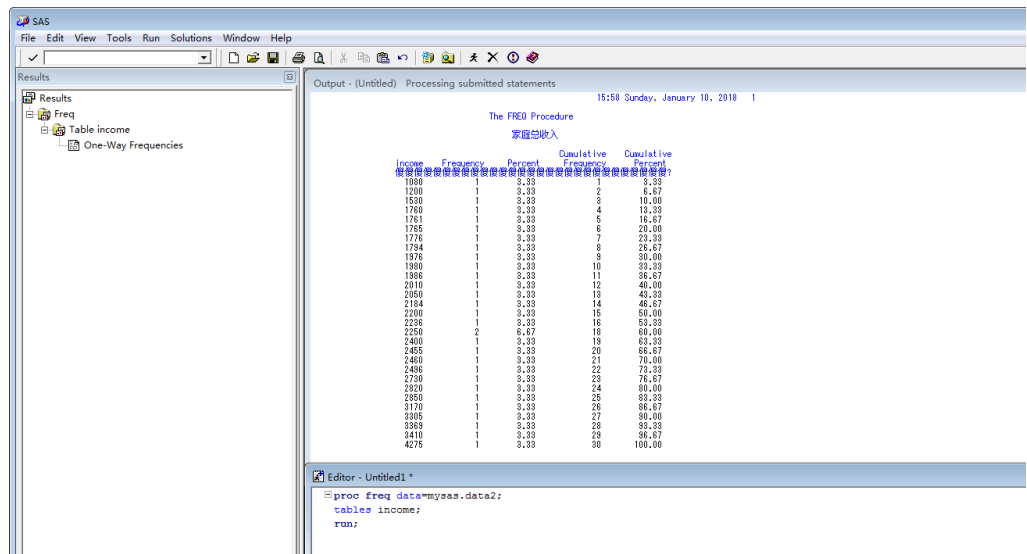 SAS
File Edit View Tools Run Solutions Window Help
Results
Results
Freq
Table income
One-Way Frequencies
Output - (Untitled) Processing submitted statements
15:58 Sunday, January 10, 2018 1
The FREQ Procedure
家庭总收入
Cumulative Cumulative
income Frequency Percent Frequency Percent
1080 1 3.33 1 3.33
1200 1 3.33 2 6.67
1530 1 3.33 3 10.00
1760 1 3.33 4 13.33
1761 1 3.33 5 16.67
1765 1 3.33 6 20.00
1776 1 3.33 7 23.33
1794 1 3.33 8 26.67
1976 1 3.33 9 30.00
1980 1 3.33 10 33.33
1986 1 3.33 11 36.67
2010 1 3.33 12 40.00
2050 1 3.33 13 43.33
2184 1 3.33 14 46.67
2200 1 3.33 15 50.00
2236 1 3.33 16 53.33
2250 2 6.67 18 60.00
2400 1 3.33 19 63.33
2455 1 3.33 20 66.67
2460 1 3.33 21 70.00
2496 1 3.33 22 73.33
2730 1 3.33 23 76.67
2820 1 3.33 24 80.00
2850 1 3.33 25 83.33
3170 1 3.33 26 86.67
3305 1 3.33 27 90.00
3369 1 3.33 28 93.33
3410 1 3.33 29 96.67
4275 1 3.33 30 100.00
Editor - Untitled1 *
proc freq data=mysas.data2;
tables income;
run;